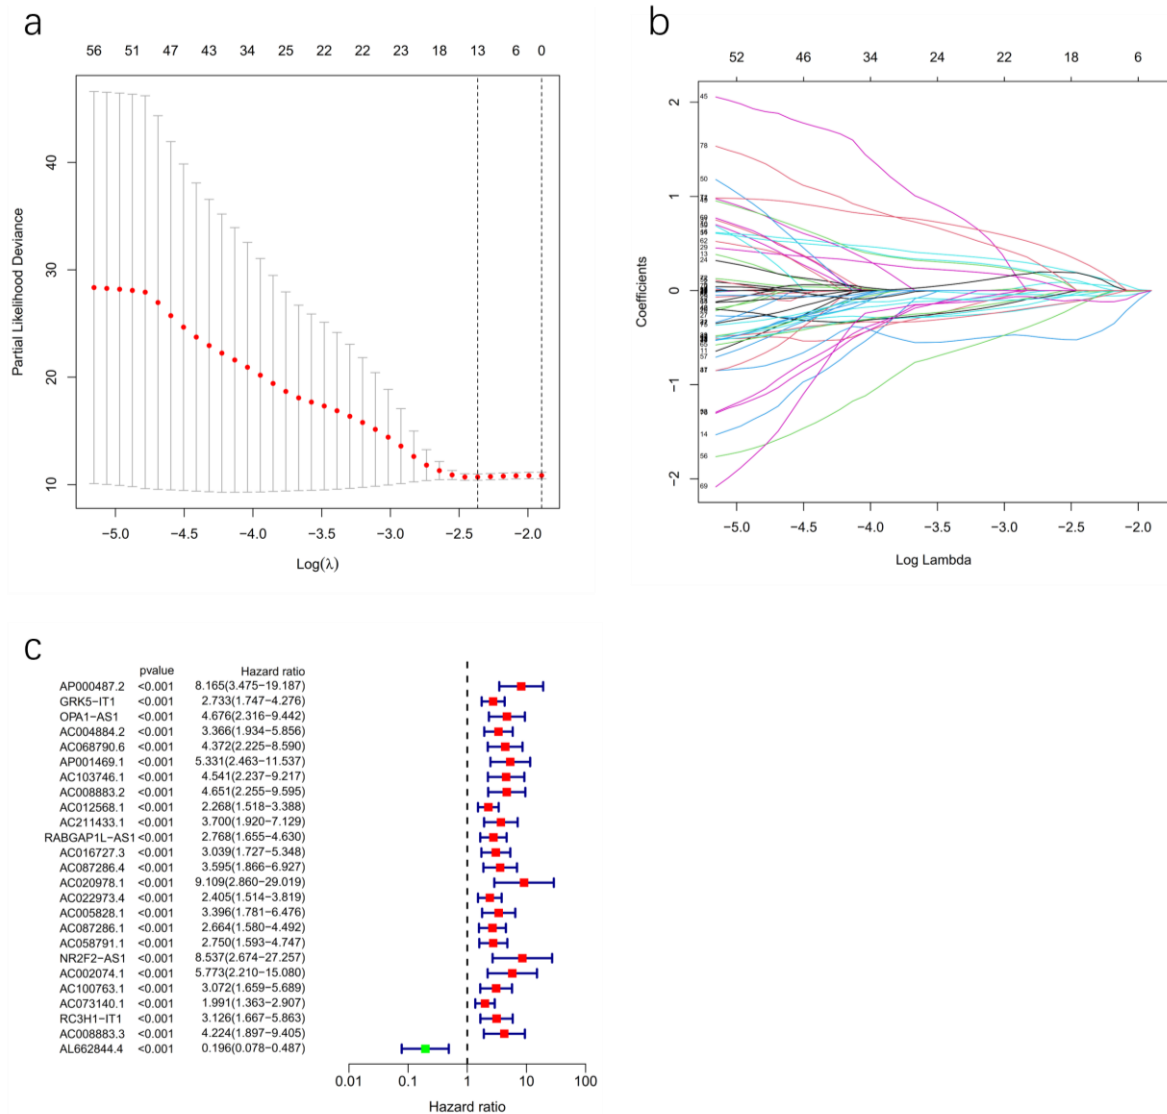 a
56 51 47 43 34 25 22 22 23 18 13 6 0
Partial Likelihood Deviance
40
30
20
10
−5.0 −4.5 −4.0 −3.5 −3.0 −2.5 −2.0
Log(λ)
b
52 46 34 24 22 18 6
Coefficients
2
1
0
−1
−2
45
78
50
62
29
13
24
27
65
11
57
14
56
69
−5.0 −4.5 −4.0 −3.5 −3.0 −2.5 −2.0
Log Lambda
c
pvalue Hazard ratio
AP000487.2 <0.001 8.165(3.475−19.187)
GRK5−IT1 <0.001 2.733(1.747−4.276)
OPA1−AS1 <0.001 4.676(2.316−9.442)
AC004884.2 <0.001 3.366(1.934−5.856)
AC068790.6 <0.001 4.372(2.225−8.590)
AP001469.1 <0.001 5.331(2.463−11.537)
AC103746.1 <0.001 4.541(2.237−9.217)
AC008883.2 <0.001 4.651(2.255−9.595)
AC012568.1 <0.001 2.268(1.518−3.388)
AC211433.1 <0.001 3.700(1.920−7.129)
RABGAP1L−AS1 <0.001 2.768(1.655−4.630)
AC016727.3 <0.001 3.039(1.727−5.348)
AC087286.4 <0.001 3.595(1.866−6.927)
AC020978.1 <0.001 9.109(2.860−29.019)
AC022973.4 <0.001 2.405(1.514−3.819)
AC005828.1 <0.001 3.396(1.781−6.476)
AC087286.1 <0.001 2.664(1.580−4.492)
AC058791.1 <0.001 2.750(1.593−4.747)
NR2F2−AS1 <0.001 8.537(2.674−27.257)
AC002074.1 <0.001 5.773(2.210−15.080)
AC100763.1 <0.001 3.072(1.659−5.689)
AC073140.1 <0.001 1.991(1.363−2.907)
RC3H1−IT1 <0.001 3.126(1.667−5.863)
AC008883.3 <0.001 4.224(1.897−9.405)
AL662844.4 <0.001 0.196(0.078−0.487)
0.01 0.1 1 10 100
Hazard ratio